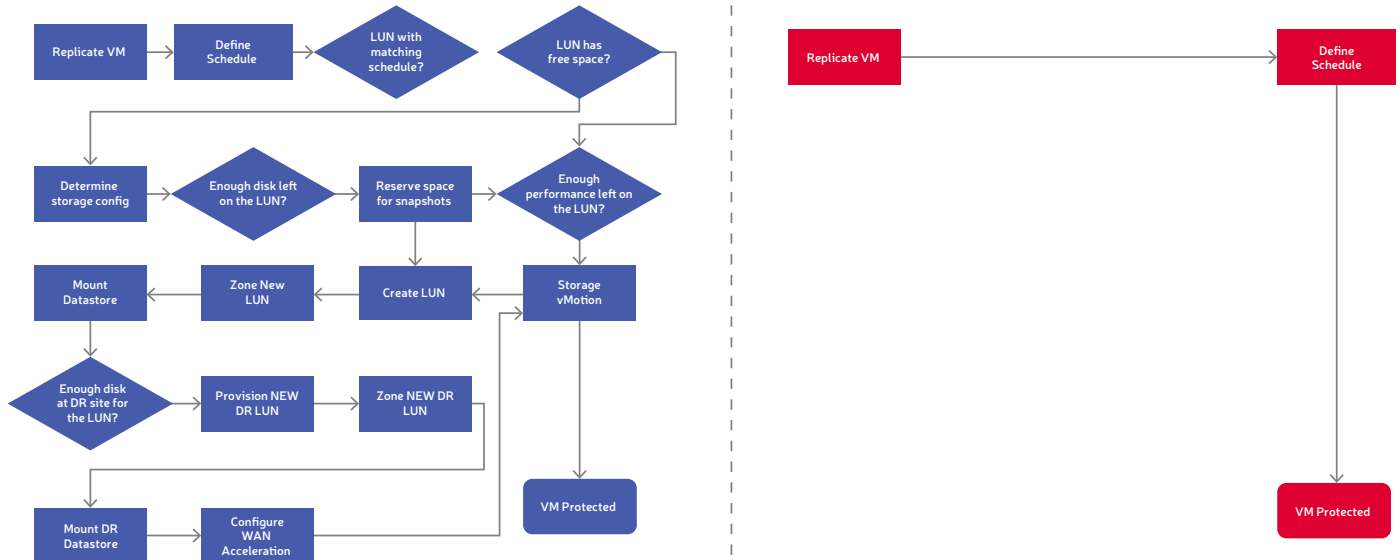 Replicate VM
Define
Schedule
LUN with
matching
schedule?
LUN has
free space?
Determine
storage config
Enough disk left
on the LUN?
Reserve space
for snapshots
Enough
performance left on
the LUN?
Mount
Datastore
Zone New
LUN
Create LUN
Storage
vMotion
Enough disk
at DR site for
the LUN?
Provision NEW
DR LUN
Zone NEW DR
LUN
Mount DR
Datastore
Configure
WAN
Acceleration
VM Protected
Replicate VM
Define
Schedule
VM Protected